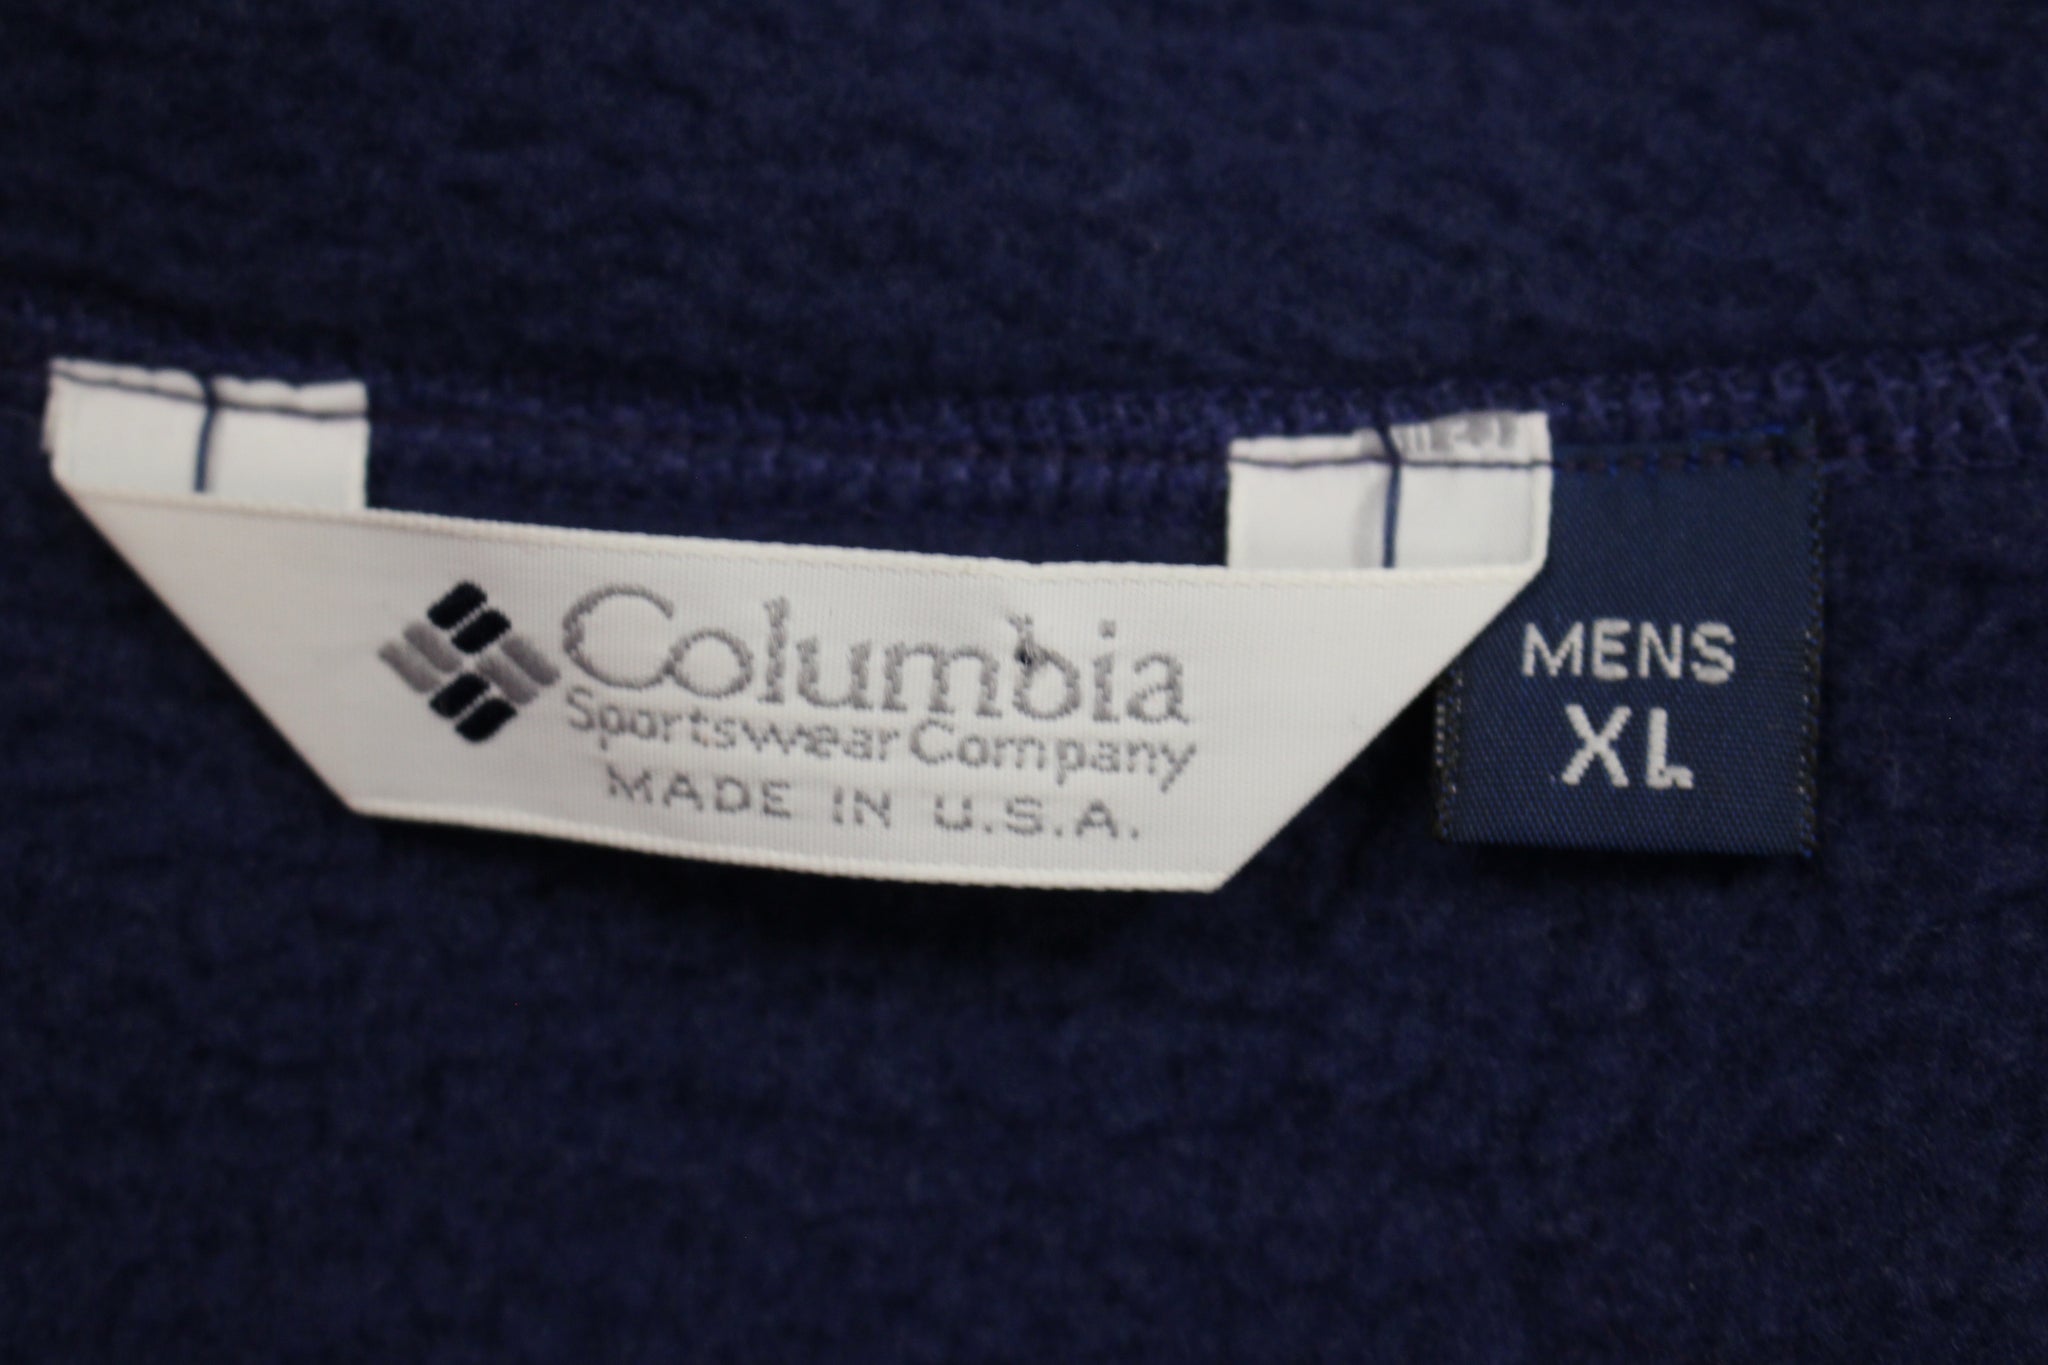 Columbia
Sportswear Company
MADE IN U.S.A.
MENS
XL